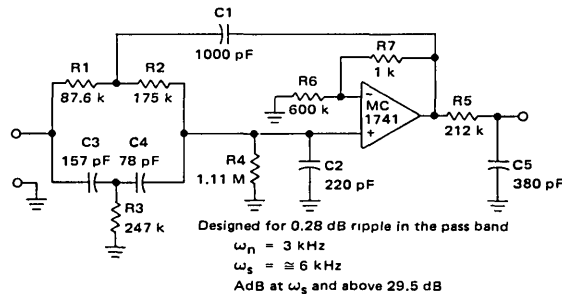 C1
1000 pF
R1
87.6 k
R2
175 k
R7
1 k
R6
600 k
−
MC
1741
+
R5
212 k
C3
157 pF
C4
78 pF
R4
1.11 M
C2
220 pF
C5
380 pF
R3
247 k
Designed for 0.28 dB ripple in the pass band
ωn = 3 kHz
ωs = ≅ 6 kHz
AdB at ωs and above 29.5 dB